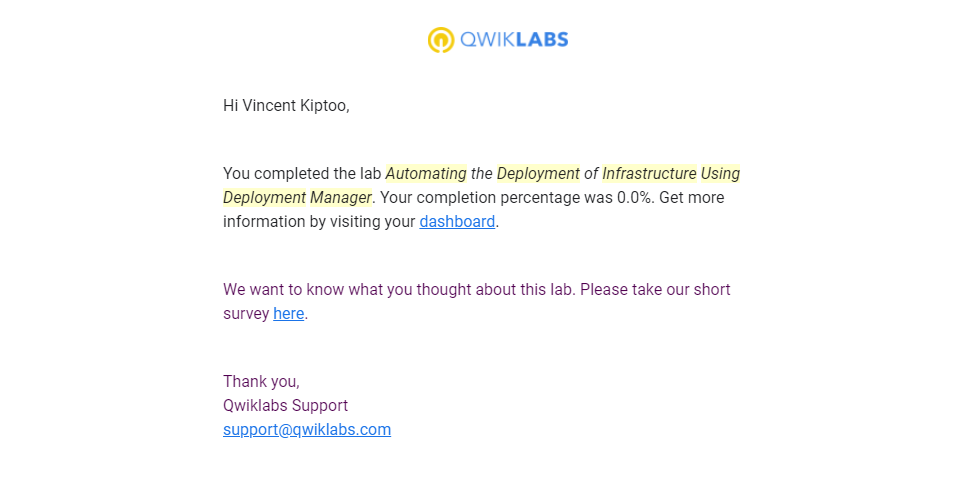 QWIKLABS
Hi Vincent Kiptoo,
You completed the lab Automating the Deployment of Infrastructure Using
Deployment Manager. Your completion percentage was 0.0%. Get more
information by visiting your dashboard.
We want to know what you thought about this lab. Please take our short
survey here.
Thank you,
Qwiklabs Support
support@qwiklabs.com